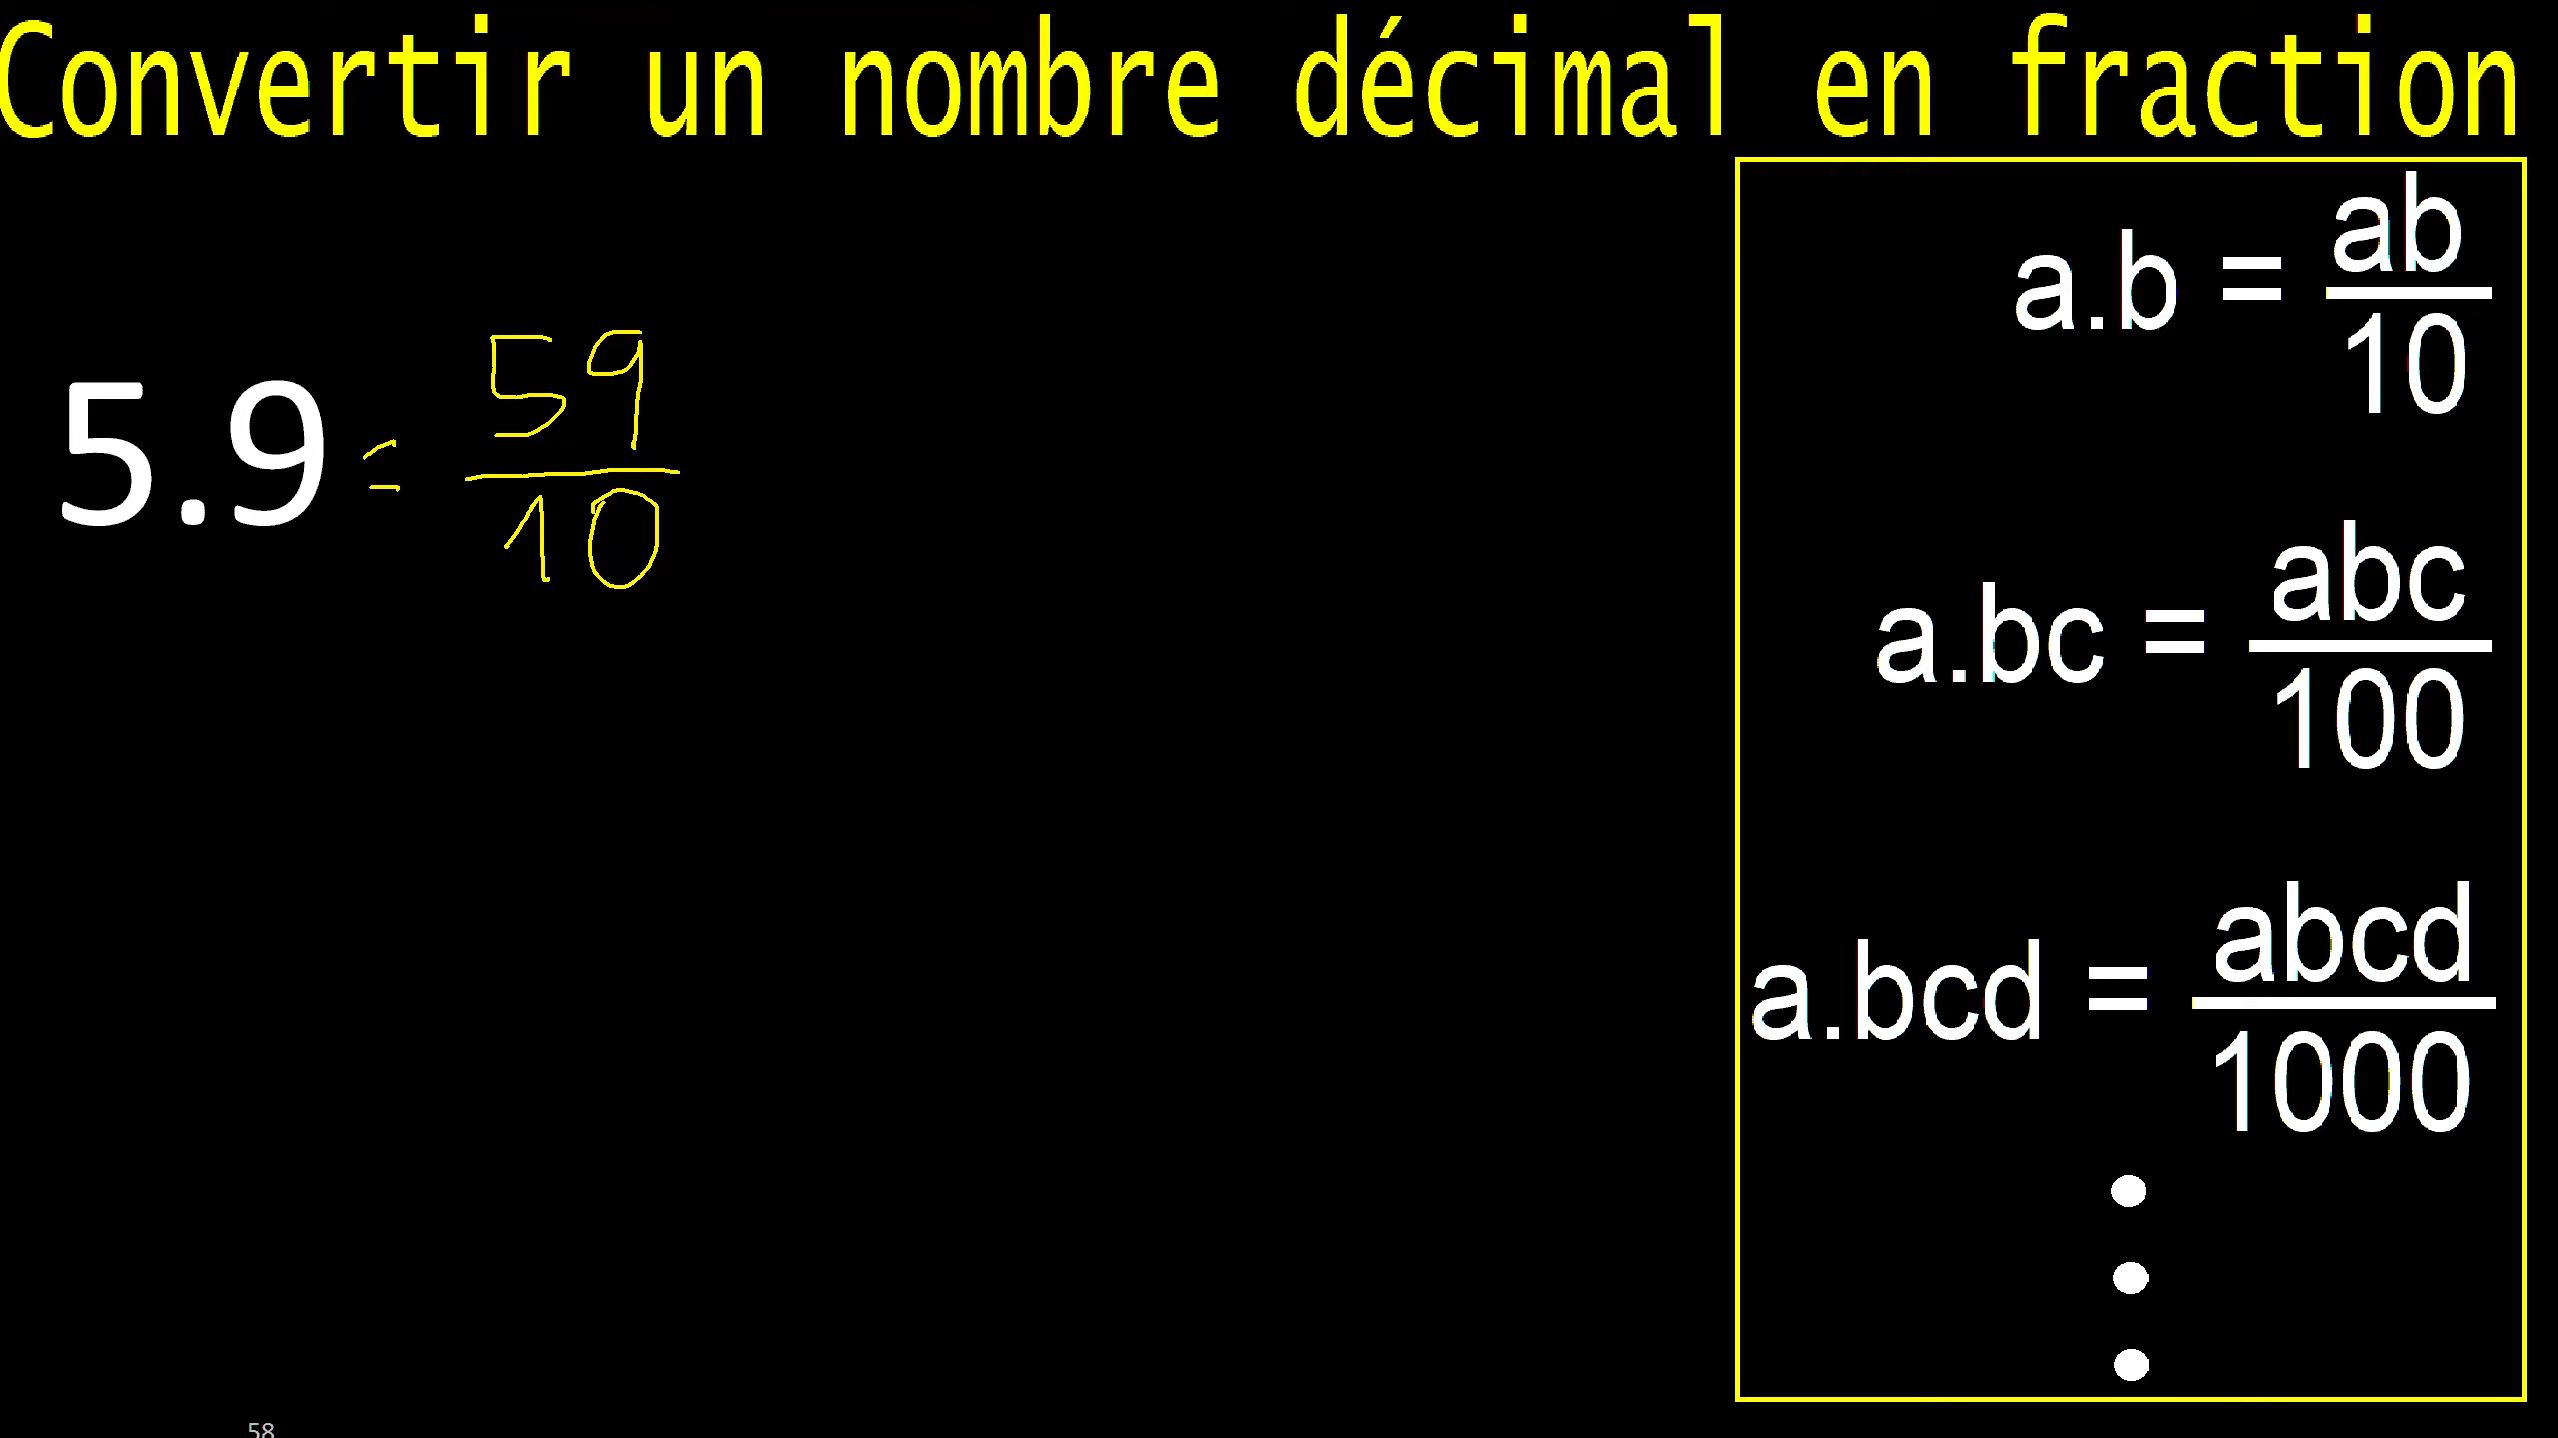 Convertir un nombre décimal en fraction
5.9 = 59/10
a.b = ab/10
a.bc = abc/100
a.bcd = abcd/1000
58